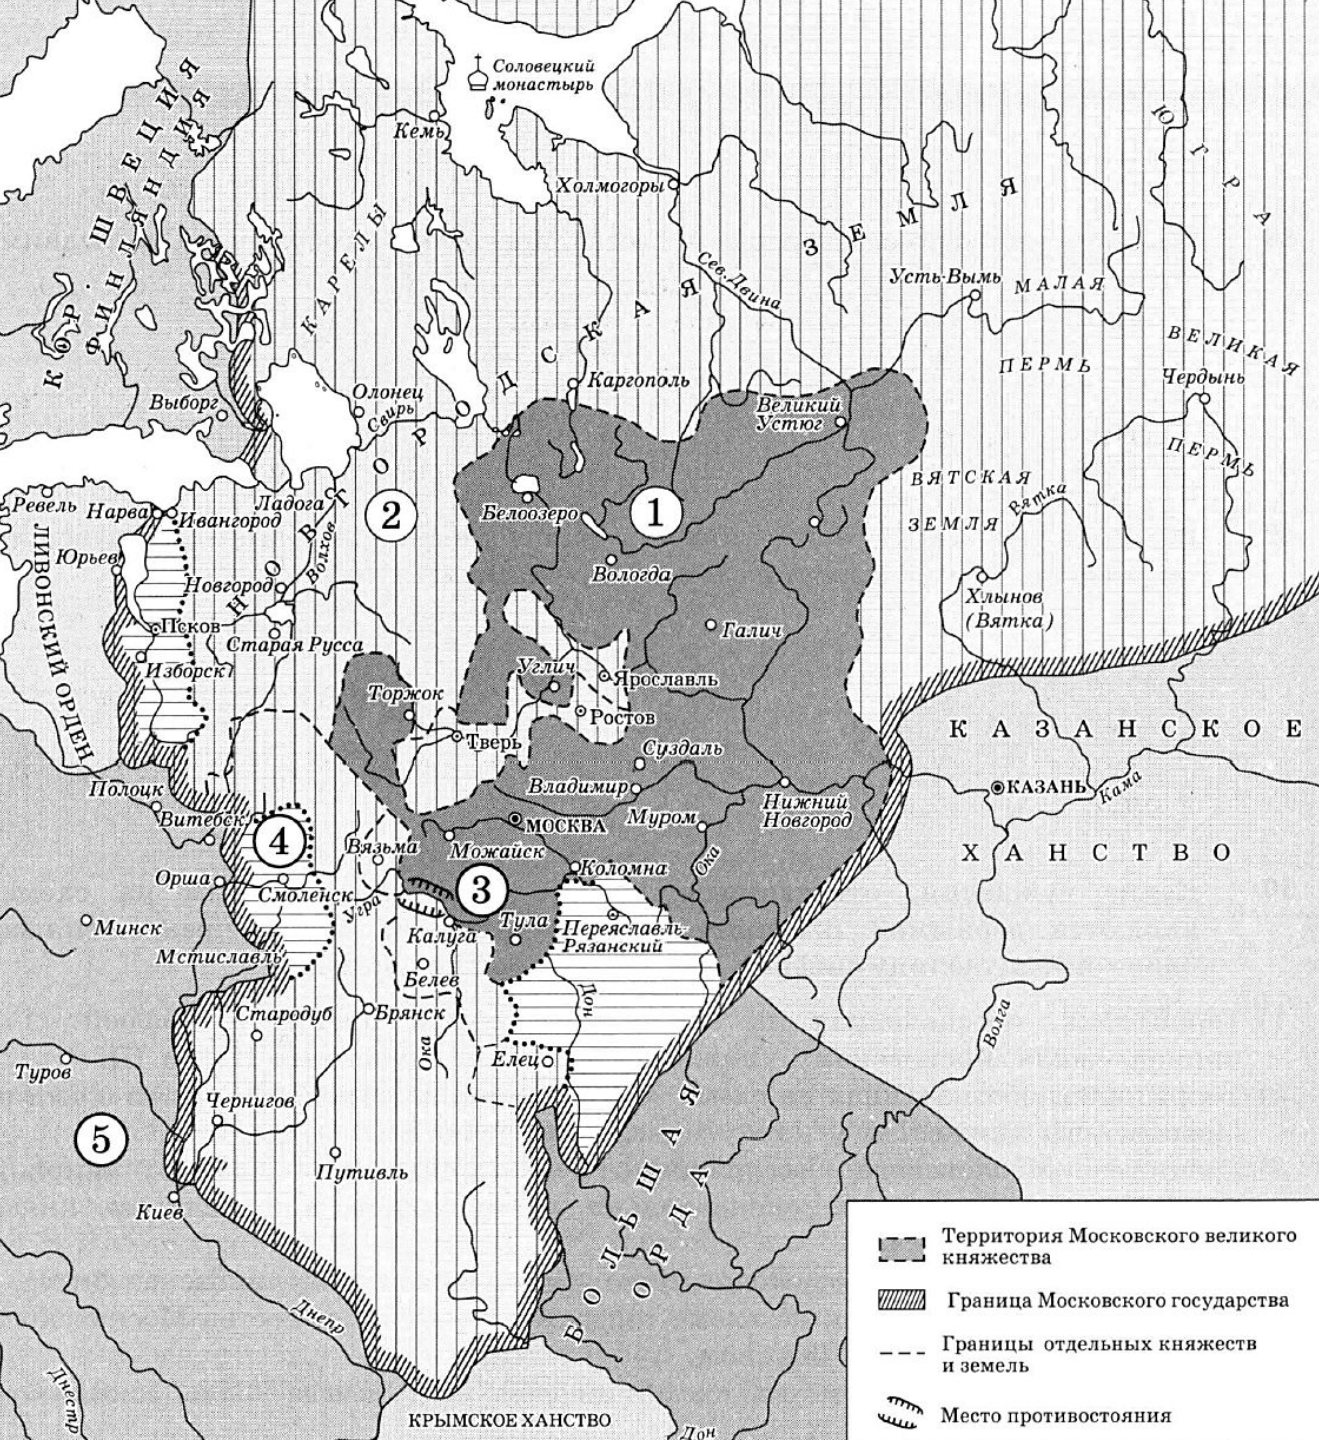 Соловецкий
монастырь
Кемь
Холмогоры
ШВЕЦИЯ
КОР.
ФИНЛЯНДИЯ
КАРЕЛЫ
ЮГРА
НОВГОРОДСКАЯ ЗЕМЛЯ
Сев. Двина
Усть-Вымь
МАЛАЯ
ПЕРМЬ
ВЕЛИКАЯ
Чердынь
ПЕРМЬ
Каргополь
Олонец
Свирь
Выборг
Великий
Устюг
ВЯТСКАЯ
ЗЕМЛЯ
Вятка
Ревель
Нарва
Ивангород
Ладога
2
Белоозеро
1
Юрьев
Волхов
Вологда
Новгород
Хлынов
(Вятка)
ЛИВОНСКИЙ ОРДЕН
Псков
Старая Русса
Галич
Изборск
Углич
Ярославль
Торжок
Ростов
Тверь
КАЗАНСКОЕ
Суздаль
Полоцк
Владимир
КАЗАНЬ
Кама
Витебск
Нижний
Новгород
Муром
МОСКВА
4
Вязьма
Можайск
ХАНСТВО
Коломна
Ока
Орша
Смоленск
3
Угра
Минск
Тула
Переяславль-
Рязанский
Калуга
Мстиславль
Белев
Дон
Стародуб
Брянск
Волга
Ока
Елец
Туров
Чернигов
5
БОЛЬШАЯ
ОРДА
Путивль
Киев
Днепр
Днестр
КРЫМСКОЕ ХАНСТВО
Дон
Территория Московского великого
княжества
Граница Московского государства
Границы отдельных княжеств
и земель
Место противостояния